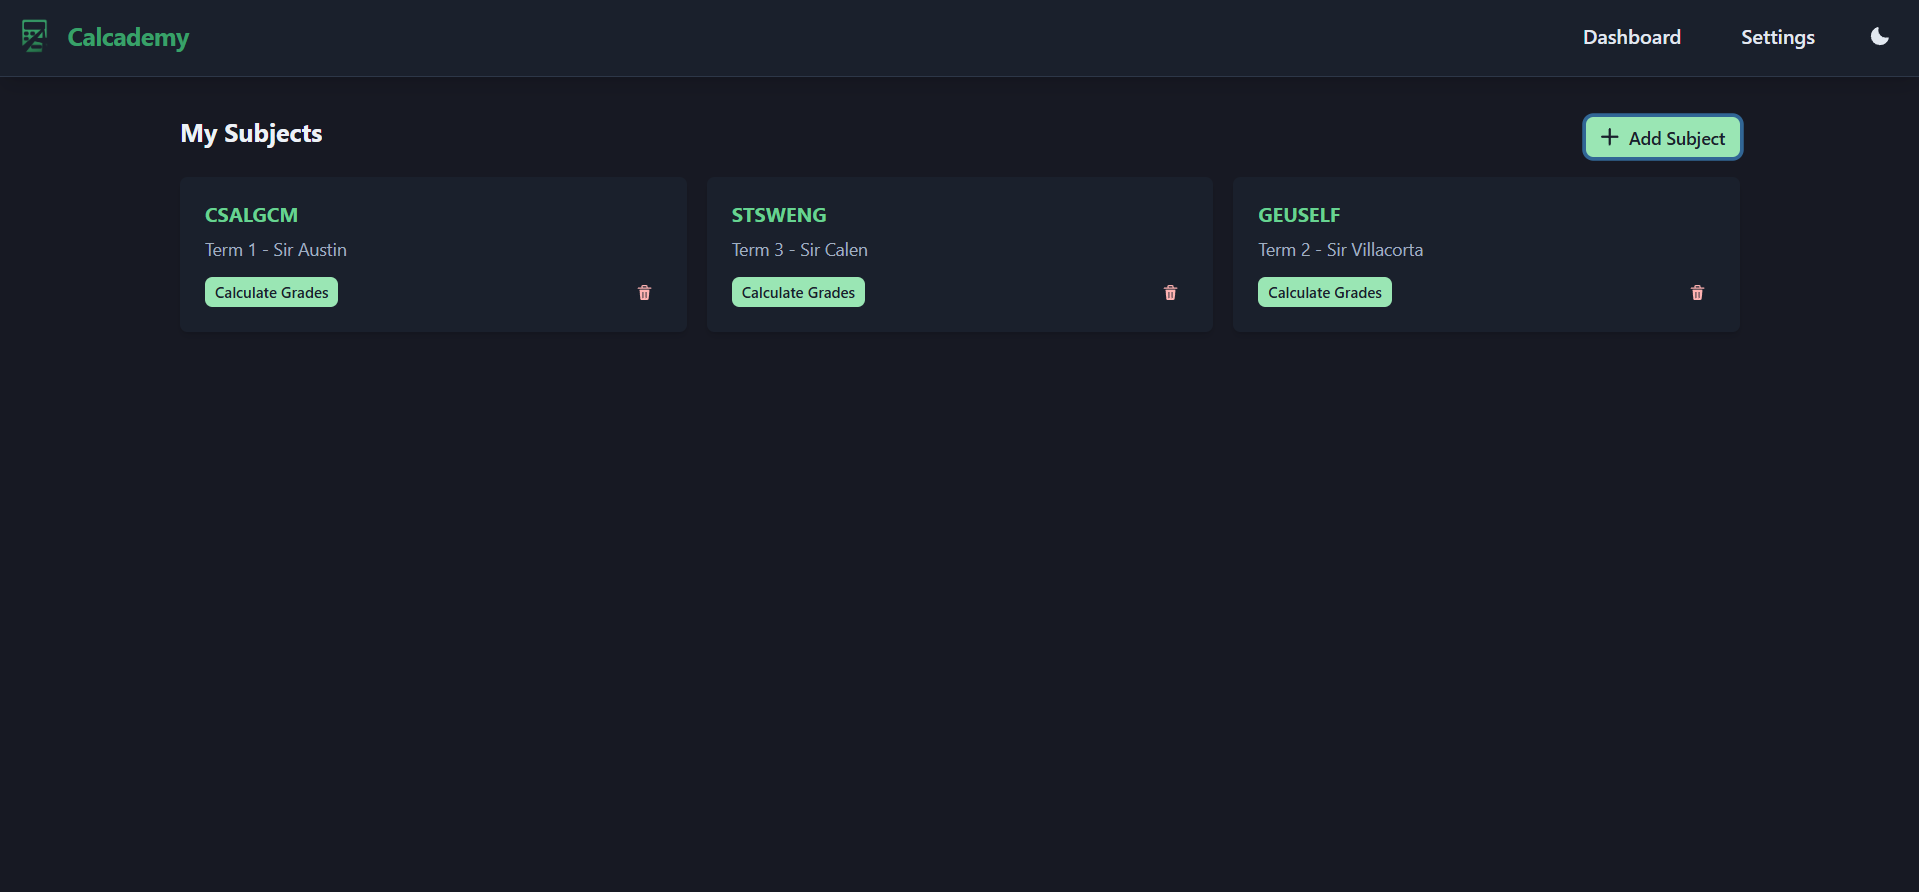 Calcademy
Dashboard
Settings
My Subjects
Add Subject
CSALGCM
Term 1 - Sir Austin
Calculate Grades
STSWENG
Term 3 - Sir Calen
Calculate Grades
GEUSELF
Term 2 - Sir Villacorta
Calculate Grades